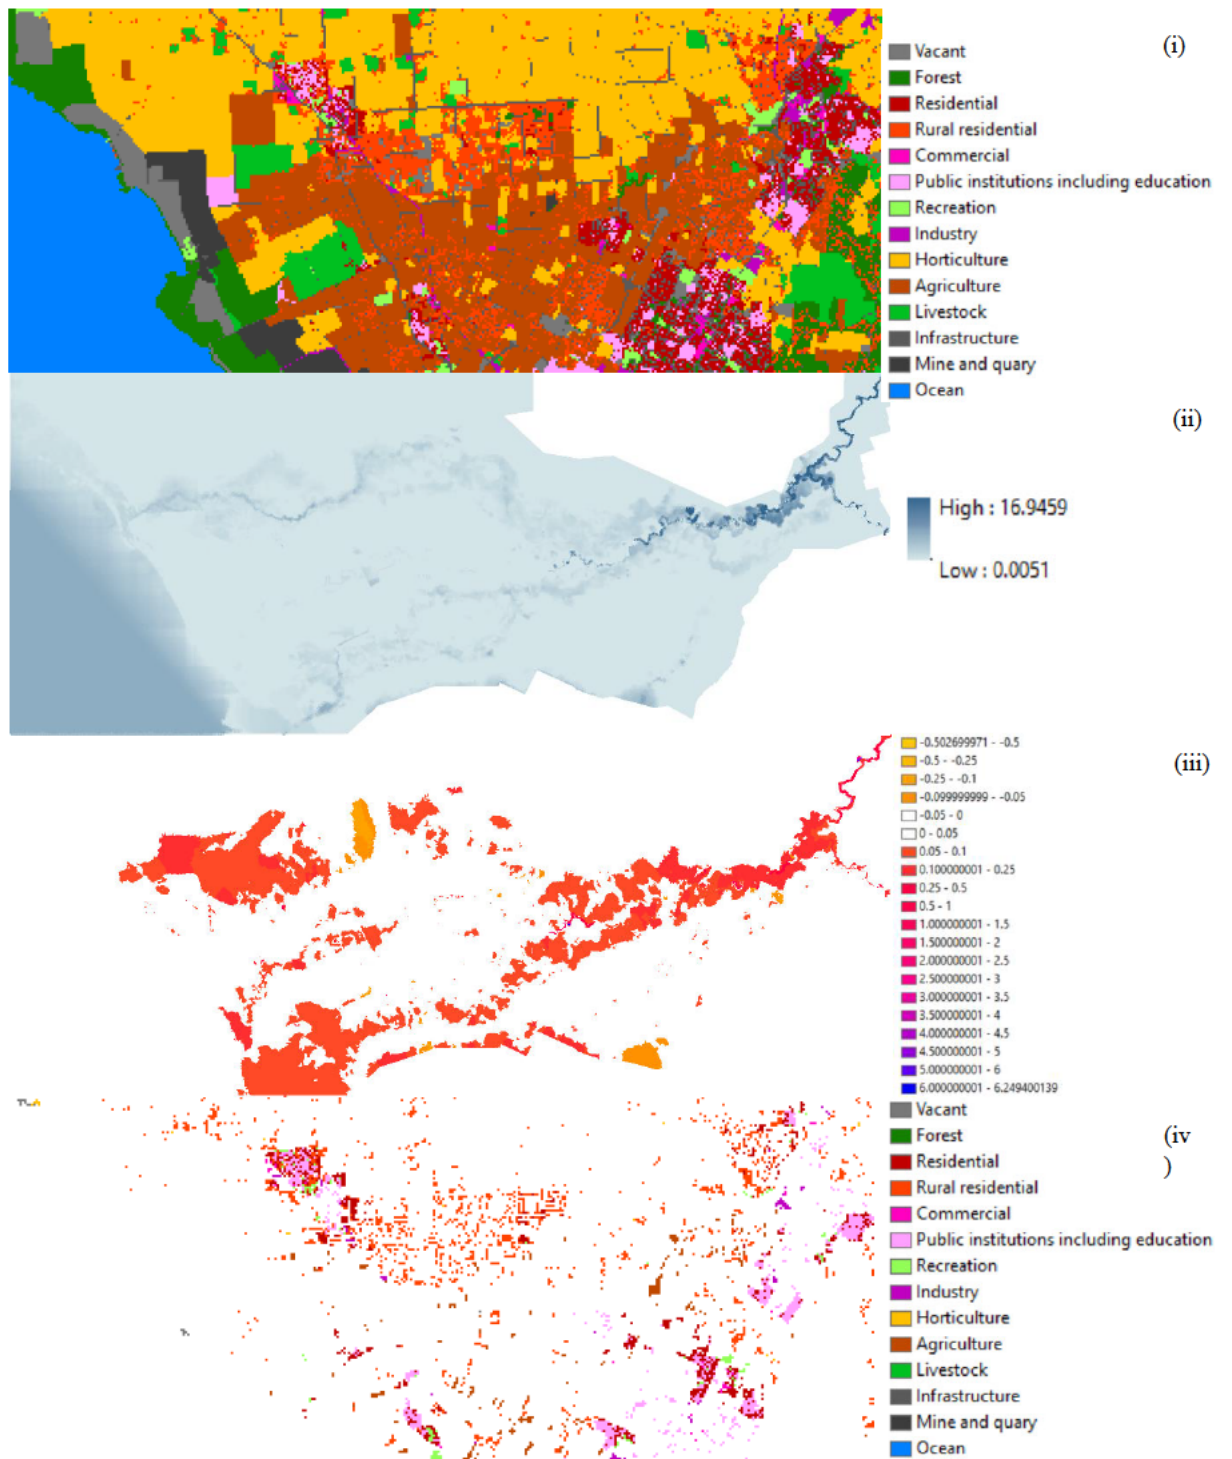 (i)
Vacant
Forest
Residential
Rural residential
Commercial
Public institutions including education
Recreation
Industry
Horticulture
Agriculture
Livestock
Infrastructure
Mine and quary
Ocean
(ii)
High : 16.9459
Low : 0.0051
(iii)
-0.502699971 - -0.5
-0.5 - -0.25
-0.25 - -0.1
-0.099999999 - -0.05
-0.05 - 0
0 - 0.05
0.05 - 0.1
0.100000001 - 0.25
0.25 - 0.5
0.5 - 1
1.000000001 - 1.5
1.500000001 - 2
2.000000001 - 2.5
2.500000001 - 3
3.000000001 - 3.5
3.500000001 - 4
4.000000001 - 4.5
4.500000001 - 5
5.000000001 - 6
6.000000001 - 6.249400139
(iv
)
Vacant
Forest
Residential
Rural residential
Commercial
Public institutions including education
Recreation
Industry
Horticulture
Agriculture
Livestock
Infrastructure
Mine and quary
Ocean